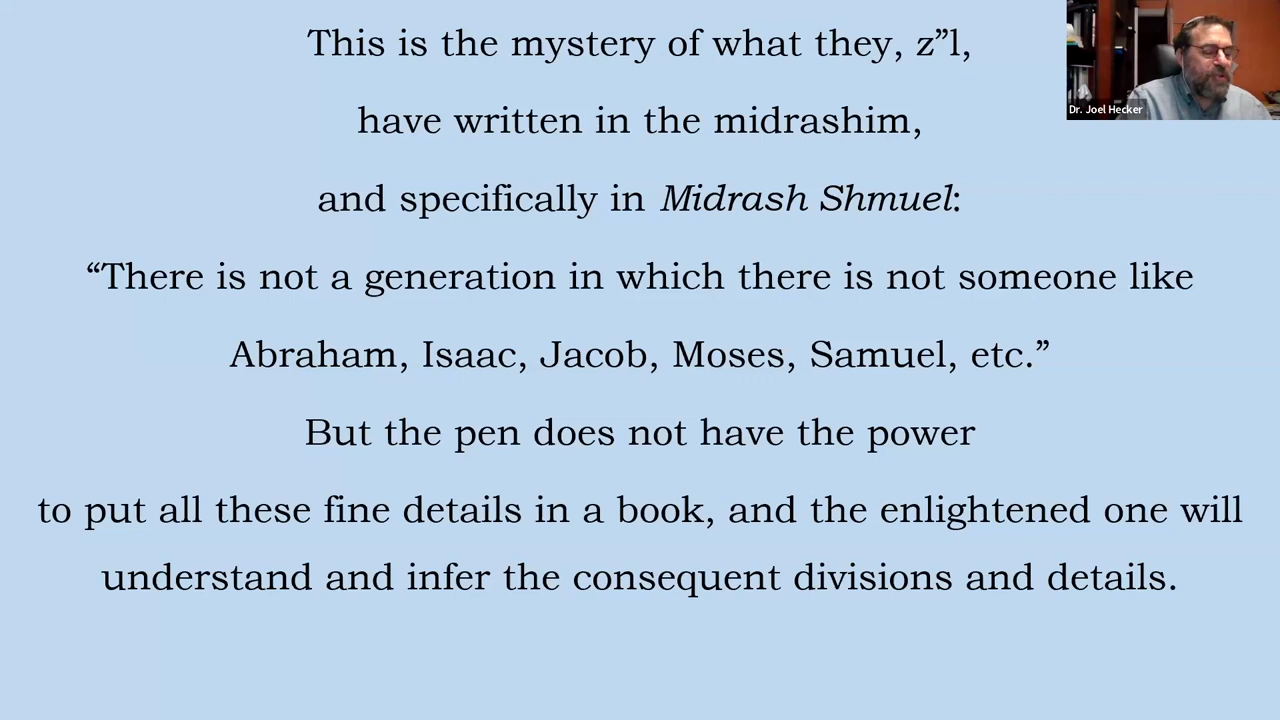 This is the mystery of what they, z”l,
have written in the midrashim,
and specifically in Midrash Shmuel:
“There is not a generation in which there is not someone like
Abraham, Isaac, Jacob, Moses, Samuel, etc.”
But the pen does not have the power
to put all these fine details in a book, and the enlightened one will
understand and infer the consequent divisions and details.
Dr. Joel Hecker